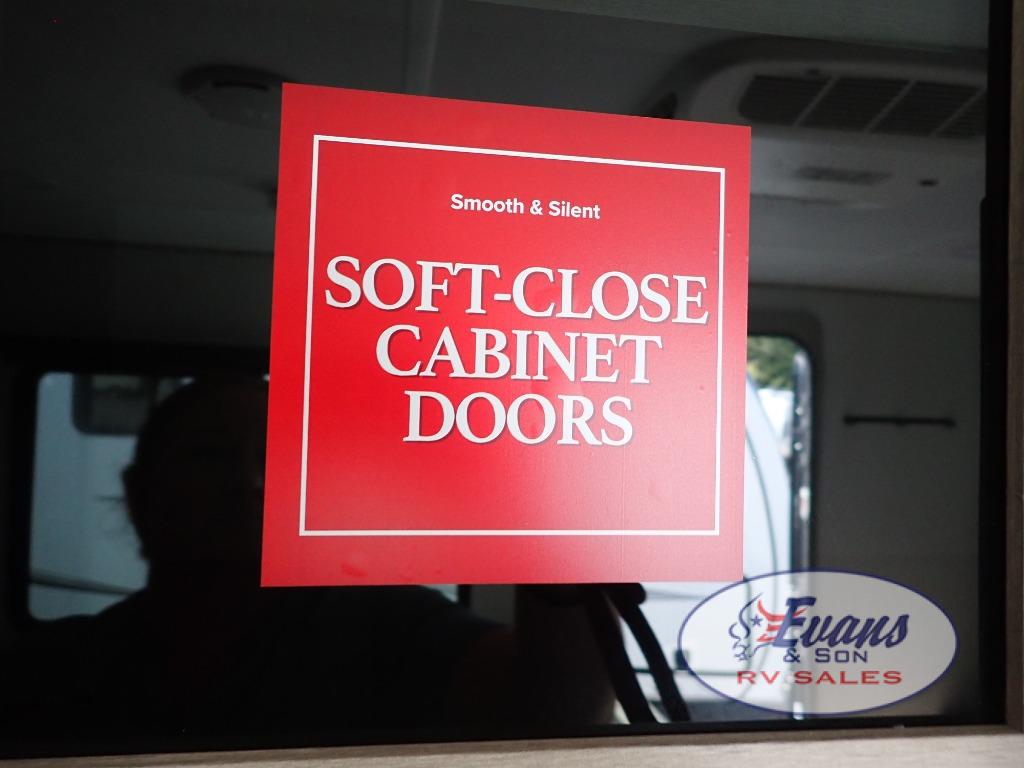 Smooth & Silent
SOFT-CLOSE
CABINET
DOORS
Evans
& SON
RV SALES